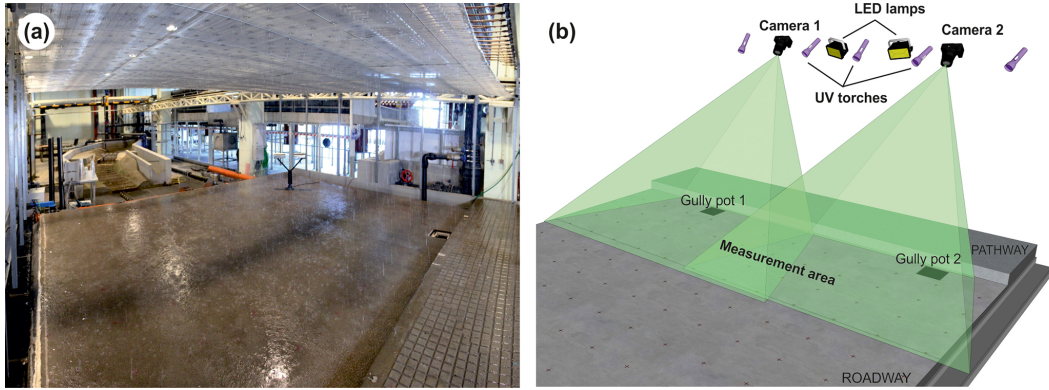 (a)
(b)
LED lamps
Camera 1
Camera 2
UV torches
Gully pot 1
PATHWAY
Gully pot 2
Measurement area
ROADWAY